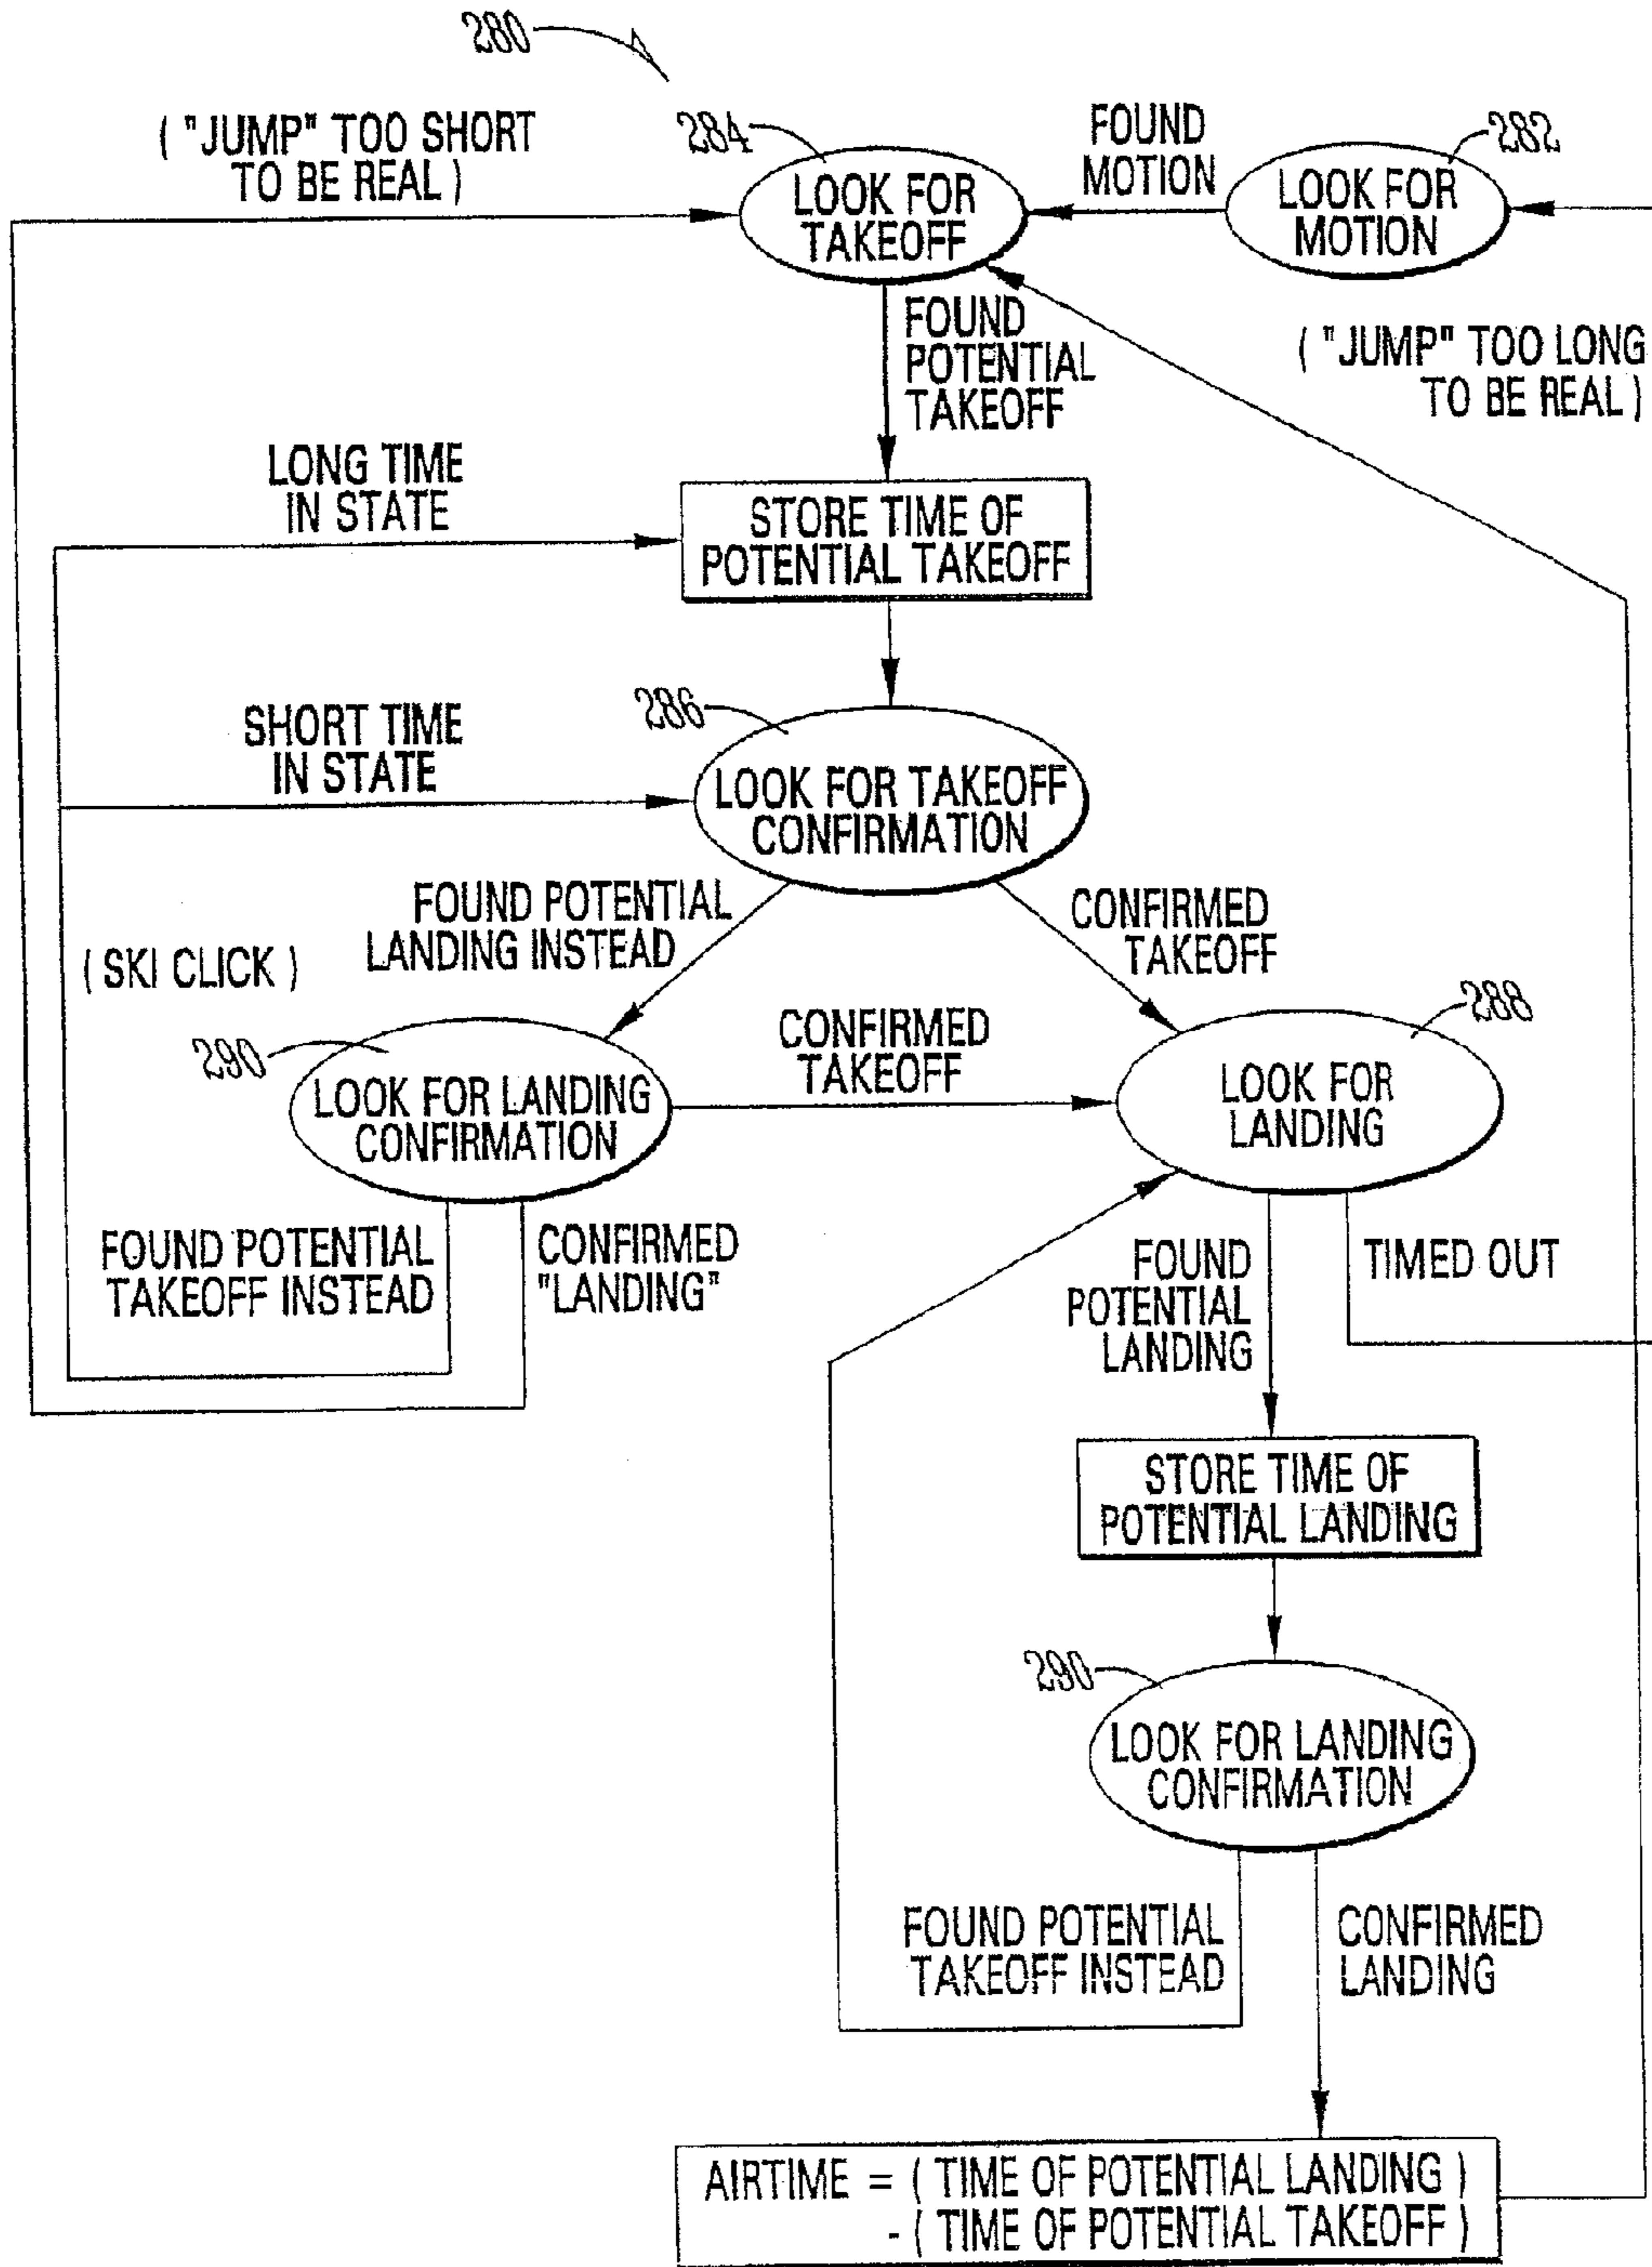 280
( "JUMP" TOO SHORT
TO BE REAL )
284
LOOK FOR
TAKEOFF
FOUND
MOTION
282
LOOK FOR
MOTION
FOUND
POTENTIAL
TAKEOFF
( "JUMP" TOO LONG
TO BE REAL )
LONG TIME
IN STATE
STORE TIME OF
POTENTIAL TAKEOFF
SHORT TIME
IN STATE
286
LOOK FOR TAKEOFF
CONFIRMATION
FOUND POTENTIAL
LANDING INSTEAD
CONFIRMED
TAKEOFF
( SKI CLICK )
290
LOOK FOR LANDING
CONFIRMATION
CONFIRMED
TAKEOFF
288
LOOK FOR
LANDING
FOUND POTENTIAL
TAKEOFF INSTEAD
CONFIRMED
"LANDING"
FOUND
POTENTIAL
LANDING
TIMED OUT
STORE TIME OF
POTENTIAL LANDING
290
LOOK FOR LANDING
CONFIRMATION
FOUND POTENTIAL
TAKEOFF INSTEAD
CONFIRMED
LANDING
AIRTIME = ( TIME OF POTENTIAL LANDING )
- ( TIME OF POTENTIAL TAKEOFF )